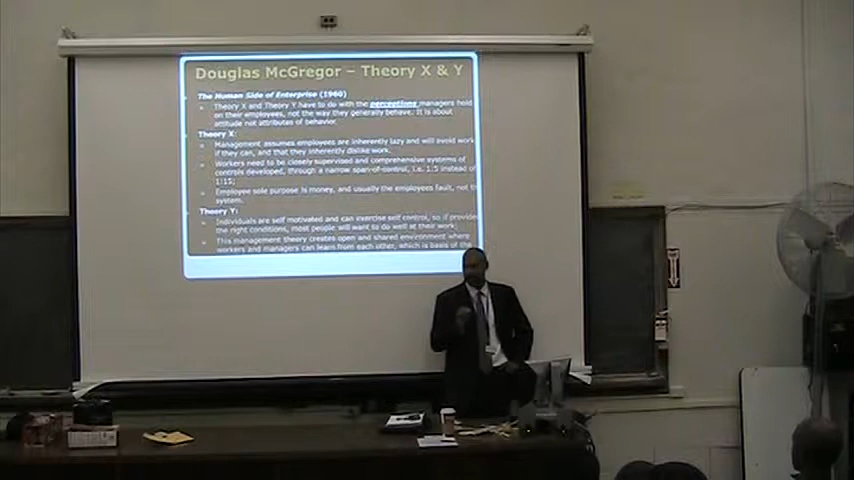 Douglas McGregor – Theory X & Y
The Human Side of Enterprise (1960)
Theory X and Theory Y have to do with the perceptions managers hold
on their employees, not the way they generally behave. It is about
attitude not attributes of behavior.
Theory X:
Management assumes employees are inherently lazy and will avoid work
if they can, and that they inherently dislike work.
Workers need to be closely supervised and comprehensive systems of
controls developed, through a narrow span-of-control, i.e. 1:5 instead of
1:15;
Employee sole purpose is money, and usually the employees fault, not th
system.
Theory Y:
Individuals are self motivated and can exercise self control, so if provide
the right conditions, most people will want to do well at their work;
This management theory creates open and shared environment where
workers and managers can learn from each other, which is basis of the